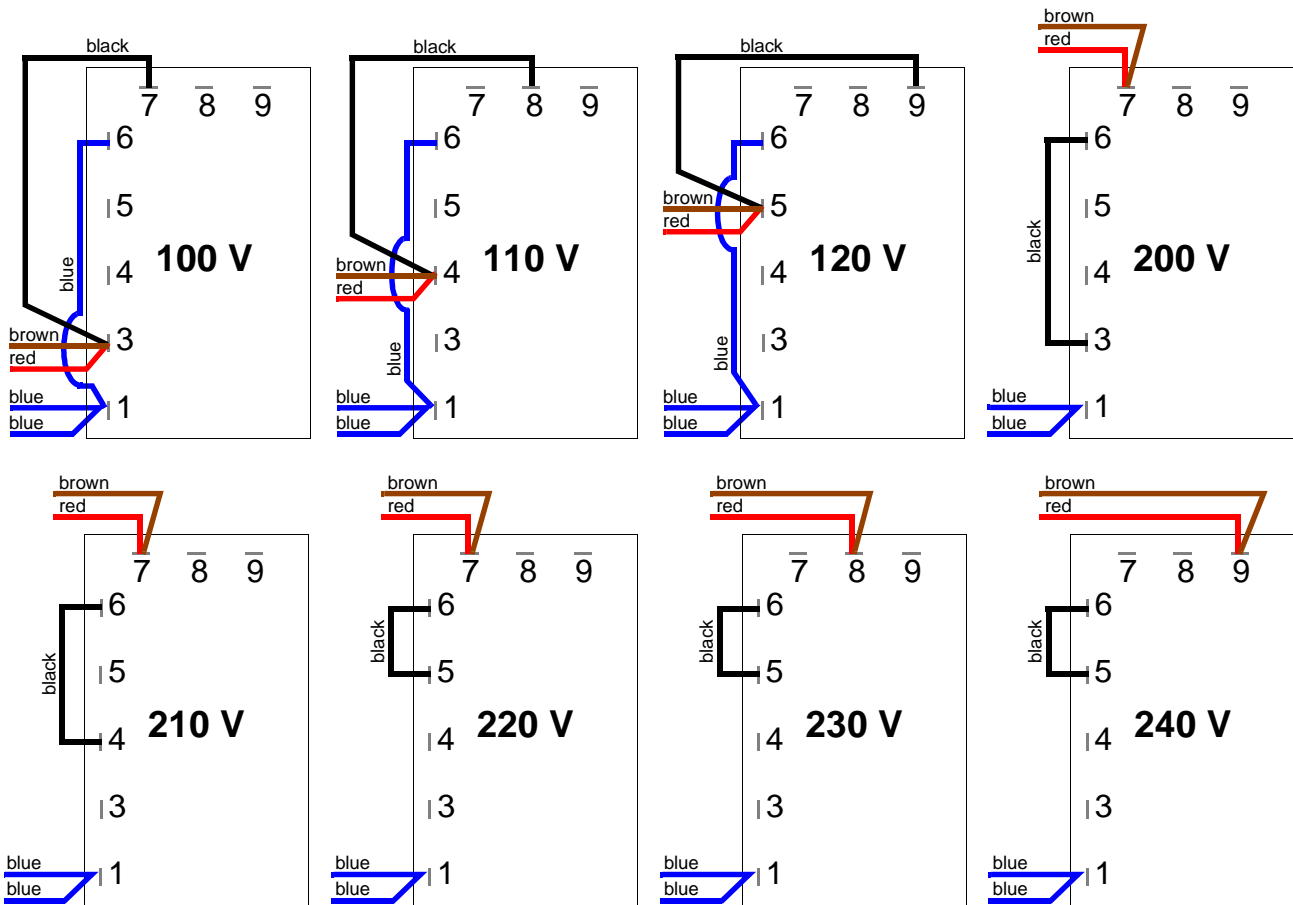 black
7 8 9
6
5
blue
4
100 V
brown
3
red
blue
1
blue
black
7 8 9
6
5
110 V
brown
4
red
3
blue
blue
1
blue
black
7 8 9
6
brown
5
red
120 V
4
3
blue
blue
1
blue
brown
red
7 8 9
6
5
black
4
200 V
3
blue
1
blue
brown
red
7 8 9
6
5
black
4
210 V
3
blue
1
blue
brown
red
7 8 9
6
black
5
220 V
4
3
blue
1
blue
brown
red
7 8 9
6
black
5
230 V
4
3
blue
1
blue
brown
red
7 8 9
6
black
5
240 V
4
3
blue
1
blue